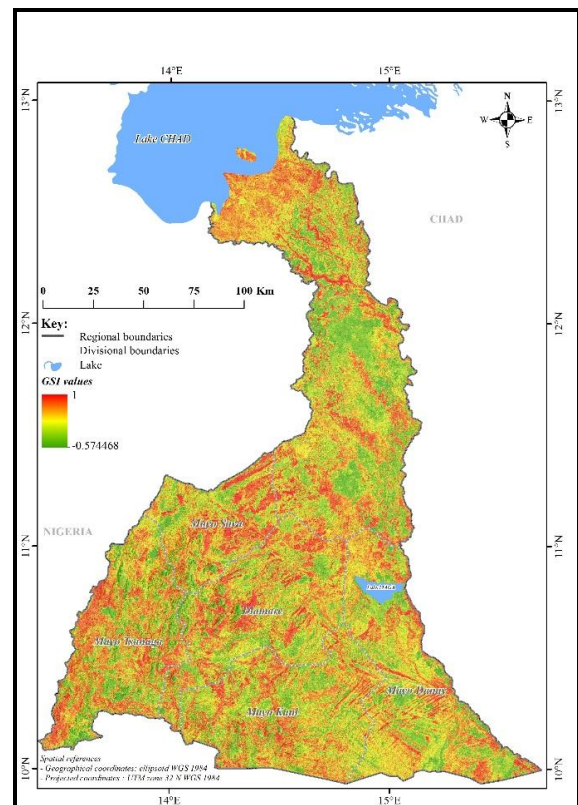 14°E 15°E
13°N 13°N
N
W E
S
Lake CHAD
CHAD
0 25 50 75 100 Km
12°N 12°N
Key:
Regional boundaries
Divisional boundaries
Lake
GSI values
1
-0.574468
Mayo Sava
NIGERIA
11°N 11°N
Diamare
Mayo Danay
Mayo Kani
10°N 10°N
Spatial references
- Geographical coordinates: ellipsoid WGS 1984
- Projected coordinates : UTM zone 32 N WGS 1984
14°E 15°E